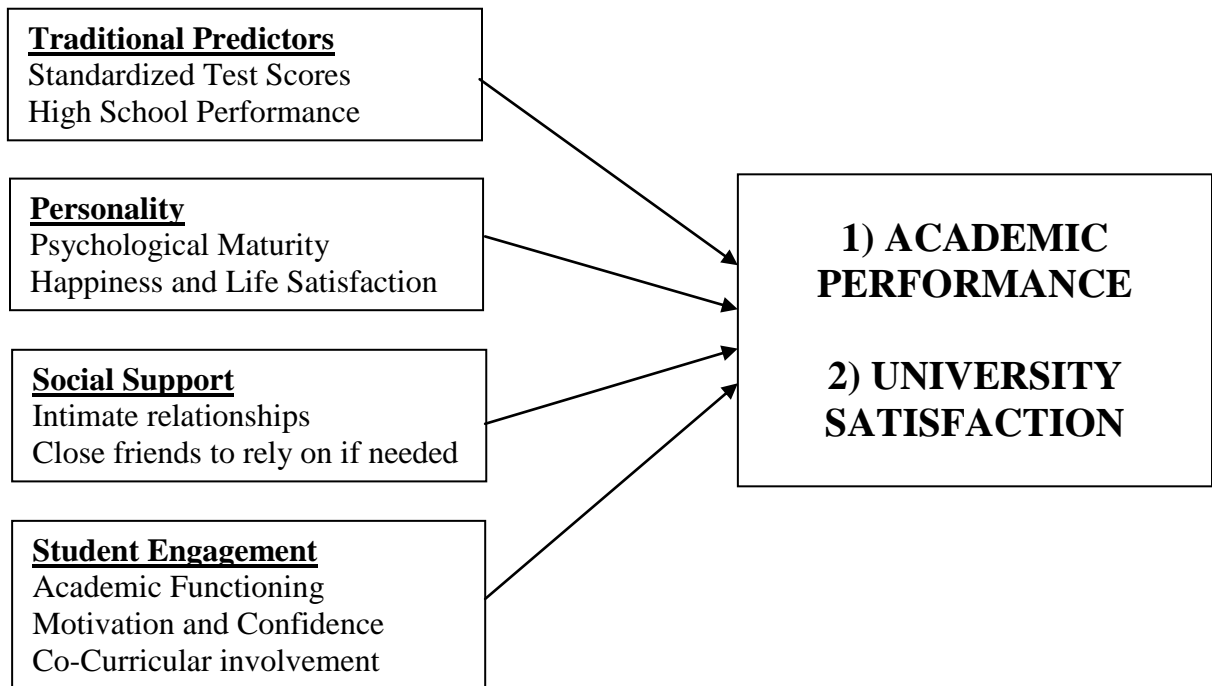 Traditional Predictors
Standardized Test Scores
High School Performance
Personality
Psychological Maturity
Happiness and Life Satisfaction
Social Support
Intimate relationships
Close friends to rely on if needed
Student Engagement
Academic Functioning
Motivation and Confidence
Co-Curricular involvement
1) ACADEMIC
PERFORMANCE
2) UNIVERSITY
SATISFACTION